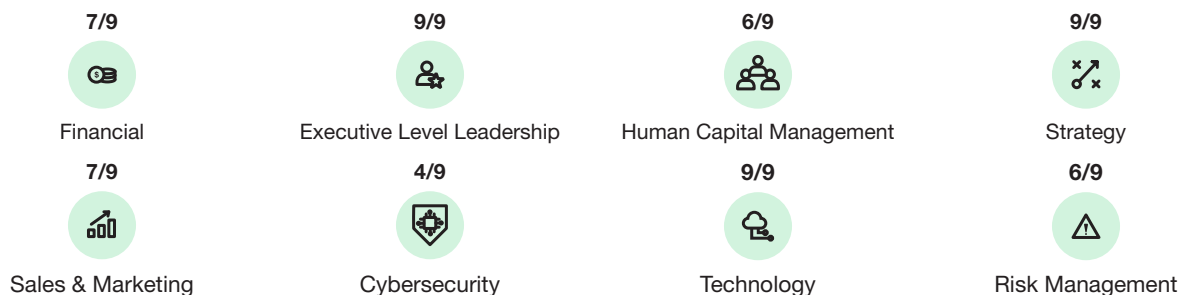 7/9 9/9 6/9 9/9
$
Financial Executive Level Leadership Human Capital Management Strategy
7/9 4/9 9/9 6/9
!
Sales & Marketing Cybersecurity Technology Risk Management